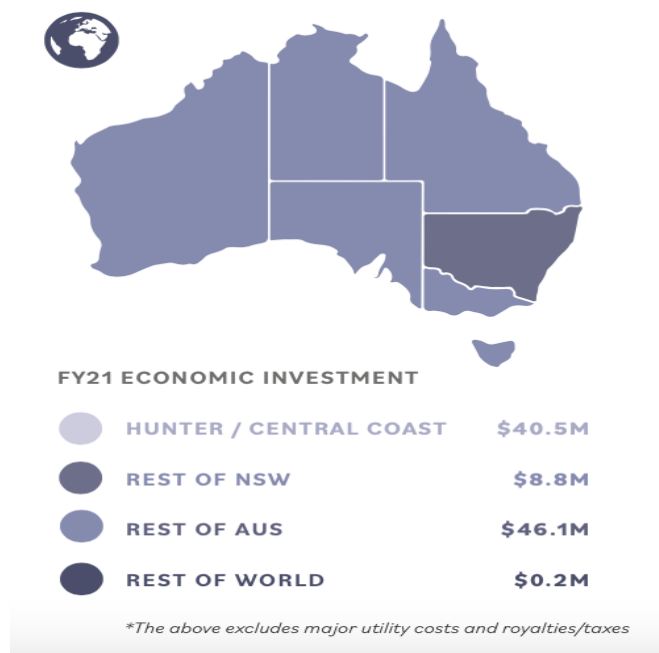 FY21 ECONOMIC INVESTMENT
HUNTER / CENTRAL COAST $40.5M
REST OF NSW $8.8M
REST OF AUS $46.1M
REST OF WORLD $0.2M
*The above excludes major utility costs and royalties/taxes